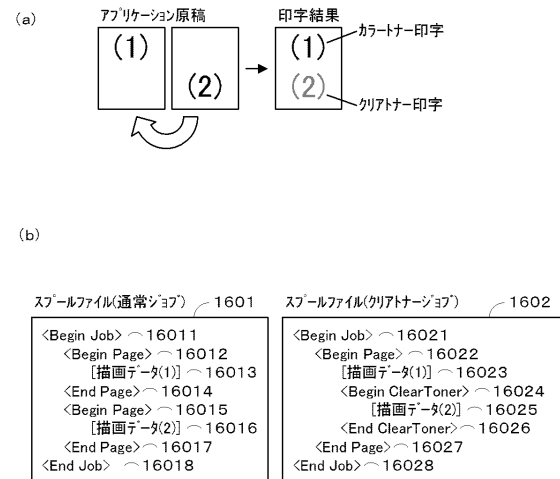 (a)
アプリケーション原稿
印字結果
(1)
(2)
(1)
(2)
カラートナー印字
クリアトナー印字
(b)
スプールファイル(通常ジョブ) 1601
<Begin Job> 16011
<Begin Page> 16012
[描画データ(1)] 16013
<End Page> 16014
<Begin Page> 16015
[描画データ(2)] 16016
<End Page> 16017
<End Job> 16018
スプールファイル(クリアトナージョブ) 1602
<Begin Job> 16021
<Begin Page> 16022
[描画データ(1)] 16023
<Begin ClearToner> 16024
[描画データ(2)] 16025
<End ClearToner> 16026
<End Page> 16027
<End Job> 16028